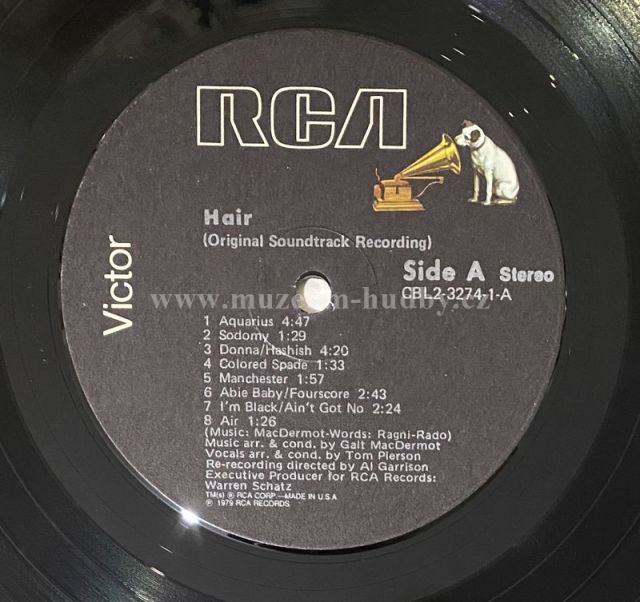 RCA
Victor
Hair
(Original Soundtrack Recording)
Side A Stereo
CBL2-3274-1-A
www.muzeum-hudby.cz
1 Aquarius 4:47
2 Sodomy 1:29
3 Donna/Hashish 4:20
4 Colored Spade 1:33
5 Manchester 1:57
6 Abie Baby/Fourscore 2:43
7 I'm Black/Ain't Got No 2:24
8 Air 1:26
(Music: MacDermot-Words: Ragni-Rado)
Music arr. & cond. by Galt MacDermot
Vocals arr. & cond. by Tom Pierson
Re-recording directed by Al Garrison
Executive Producer for RCA Records:
Warren Schatz
TM(s) ® RCA CORP.—MADE IN U.S.A
℗ 1979 RCA RECORDS